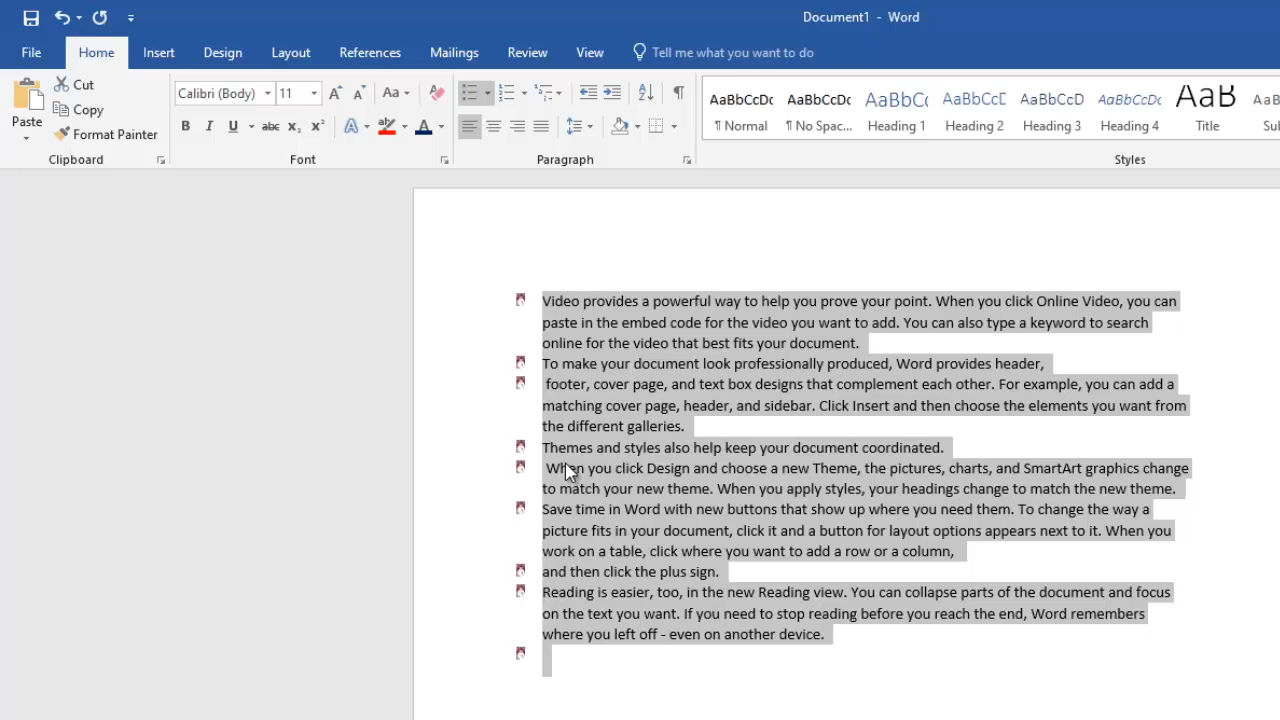 Document1 - Word
File Home Insert Design Layout References Mailings Review View Tell me what you want to do
Paste
Cut
Copy
Format Painter
Clipboard
Calibri (Body) 11 Aa
B I U abc x₂ x² A ab A
Font
Paragraph
AaBbCcDc AaBbCcDc AaBbCc AaBbCcD AaBbCcD AaBbCcDc AaB
¶ Normal ¶ No Spac... Heading 1 Heading 2 Heading 3 Heading 4 Title
Styles
Video provides a powerful way to help you prove your point. When you click Online Video, you can
paste in the embed code for the video you want to add. You can also type a keyword to search
online for the video that best fits your document.
To make your document look professionally produced, Word provides header,
footer, cover page, and text box designs that complement each other. For example, you can add a
matching cover page, header, and sidebar. Click Insert and then choose the elements you want from
the different galleries.
Themes and styles also help keep your document coordinated.
When you click Design and choose a new Theme, the pictures, charts, and SmartArt graphics change
to match your new theme. When you apply styles, your headings change to match the new theme.
Save time in Word with new buttons that show up where you need them. To change the way a
picture fits in your document, click it and a button for layout options appears next to it. When you
work on a table, click where you want to add a row or a column,
and then click the plus sign.
Reading is easier, too, in the new Reading view. You can collapse parts of the document and focus
on the text you want. If you need to stop reading before you reach the end, Word remembers
where you left off - even on another device.